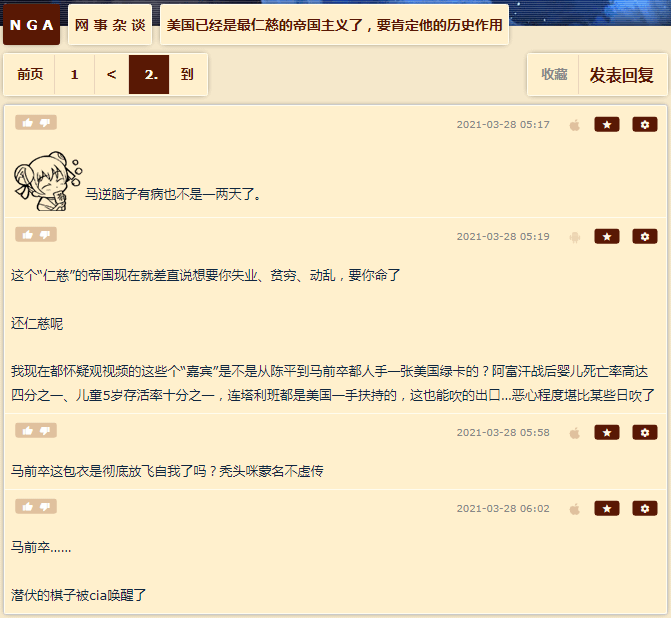 NGA 网事杂谈 美国已经是最仁慈的帝国主义了，要肯定他的历史作用
前页 1 < 2. 到 收藏 发表回复
2021-03-28 05:17
马逆脑子有病也不是一两天了。
2021-03-28 05:19
这个“仁慈”的帝国现在就差直说想要你失业、贫穷、动乱，要你命了
还仁慈呢
我现在都怀疑观视频的这些个“嘉宾”是不是从陈平到马前卒都人手一张美国绿卡的？阿富汗战后婴儿死亡率高达
四分之一、儿童5岁存活率十分之一，连塔利班都是美国一手扶持的，这也能吹的出口...恶心程度堪比某些日吹了
2021-03-28 05:58
马前卒这包衣是彻底放飞自我了吗？秃头咪蒙名不虚传
2021-03-28 06:02
马前卒……
潜伏的棋子被cia唤醒了